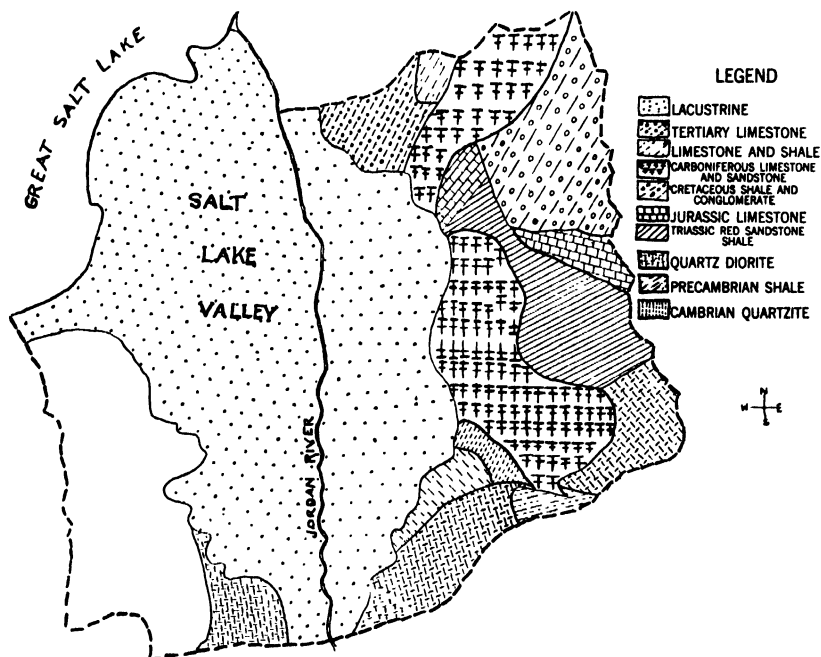 GREAT SALT LAKE
SALT
LAKE
VALLEY
JORDAN RIVER
LEGEND
LACUSTRINE
TERTIARY LIMESTONE
LIMESTONE AND SHALE
CARBONIFEROUS LIMESTONE
AND SANDSTONE
CRETACEOUS SHALE AND
CONGLOMERATE
JURASSIC LIMESTONE
TRIASSIC RED SANDSTONE
SHALE
QUARTZ DIORITE
PRECAMBRIAN SHALE
CAMBRIAN QUARTZITE
N
W E
S